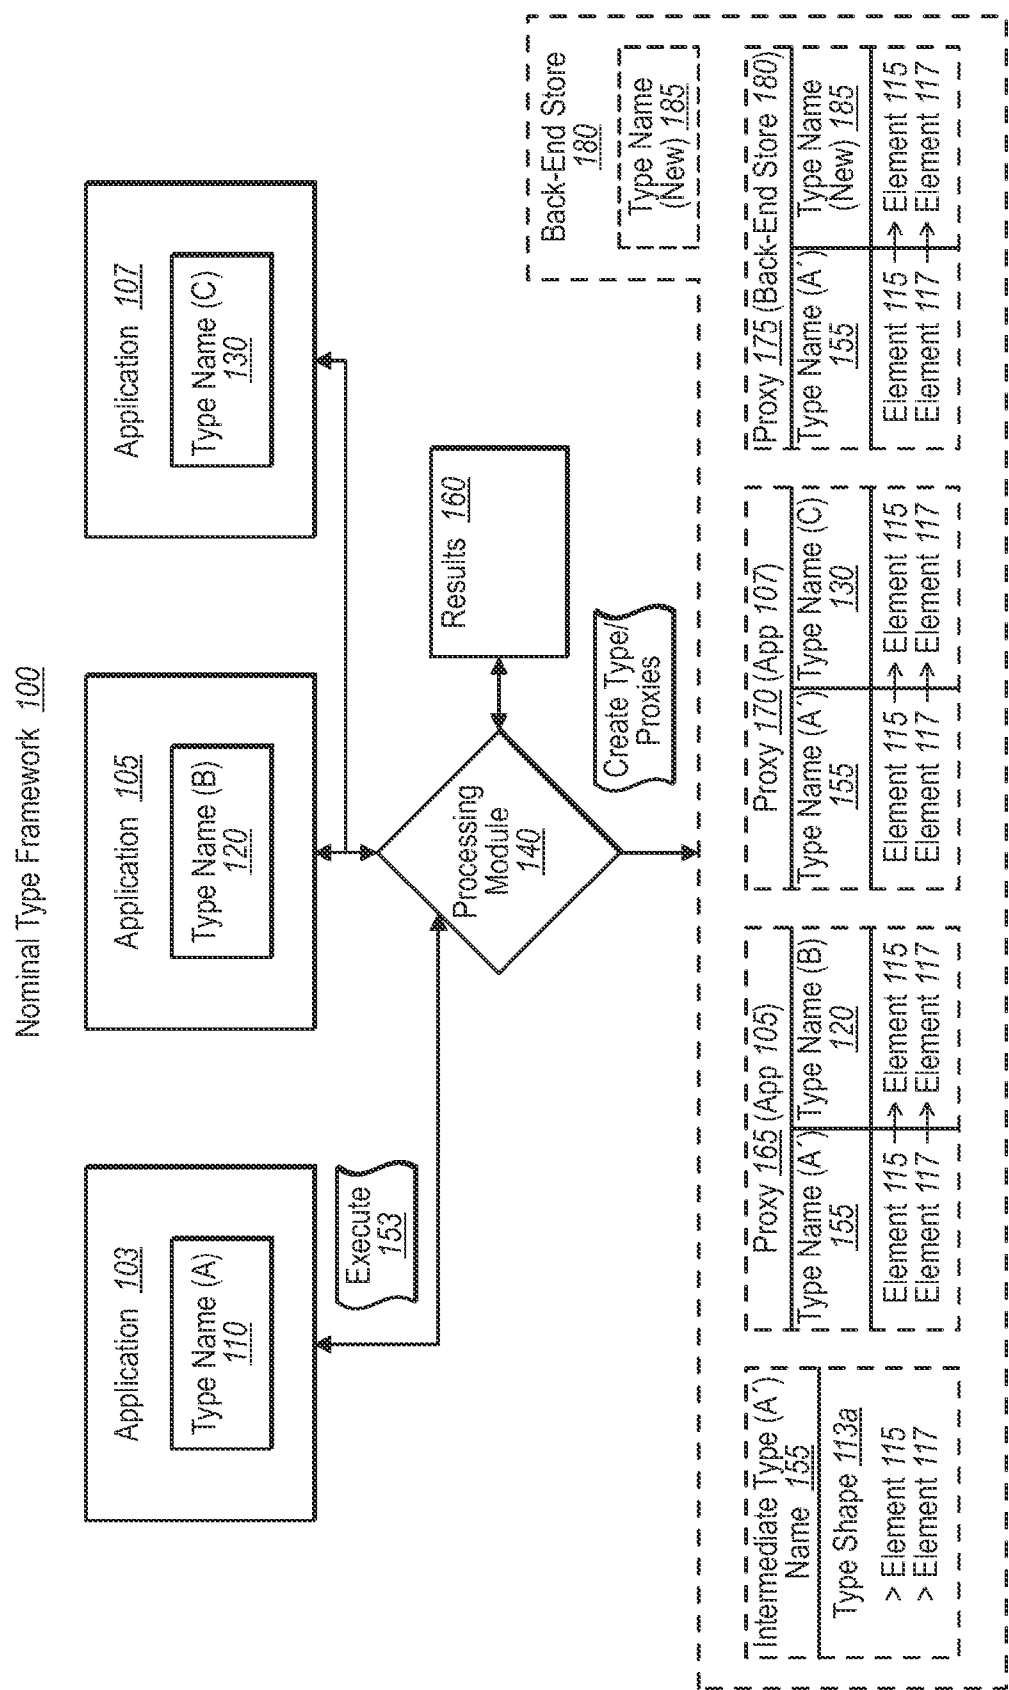 Nominal Type Framework 100
Application 103
Type Name (A)
110
Application 105
Type Name (B)
120
Application 107
Type Name (C)
130
Execute
153
Processing
Module
140
Results 160
Create Type/
Proxies
Back-End Store
180
Type Name
(New) 185
Intermediate Type (A´)
Name 155
Type Shape 113a
> Element 115
> Element 117
Proxy 165 (App 105)
Type Name (A´)
155
Type Name (B)
120
Element 115 → Element 115
Element 117 → Element 117
Proxy 170 (App 107)
Type Name (A´)
155
Type Name (C)
130
Element 115 → Element 115
Element 117 → Element 117
Proxy 175 (Back-End Store 180)
Type Name (A´)
155
Type Name
(New) 185
Element 115 → Element 115
Element 117 → Element 117